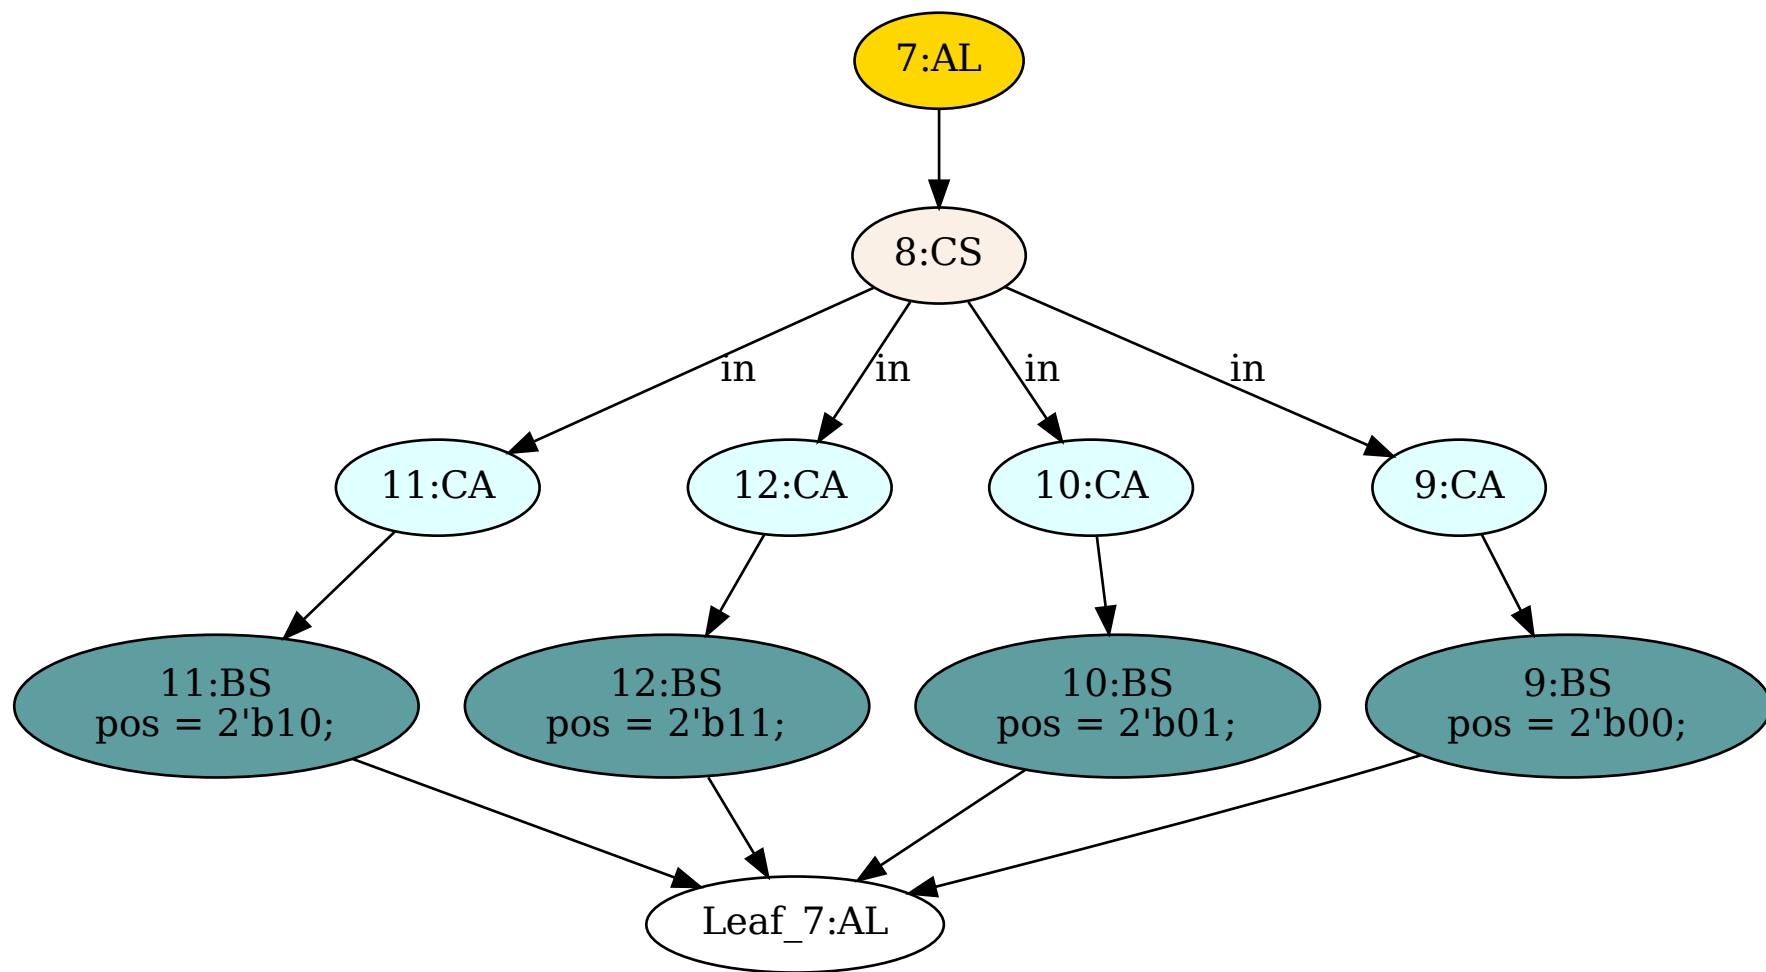 7:AL
8:CS
in
in
in
in
11:CA
12:CA
10:CA
9:CA
11:BS
pos = 2'b10;
12:BS
pos = 2'b11;
10:BS
pos = 2'b01;
9:BS
pos = 2'b00;
Leaf_7:AL